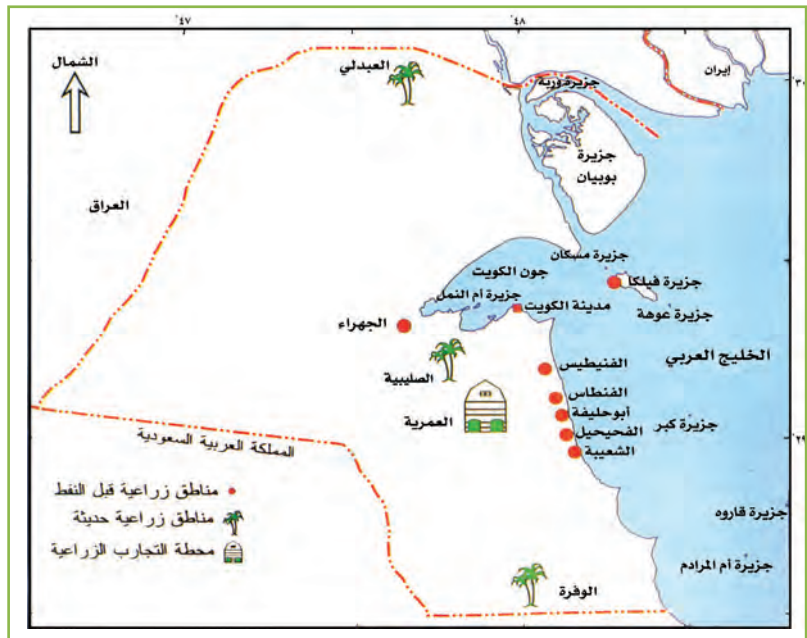 ٤٧
٤٨
الشمال
العبدلي
إيران
٣٠
جزيرة وربة
جزيرة
بوبيان
العراق
جزيرة مسكان
جون الكويت
جزيرة فيلكا
جزيرة أم النمل
مدينة الكويت
جزيرة عوهة
الجهراء
الخليج العربي
الفنيطيس
الصليبية
الفنطاس
أبوحليفة
جزيرة كبر
العمرية
الفحيحيل
٢٩
الشعيبة
المملكة العربية السعودية
مناطق زراعية قبل النفط
جزيرة قاروه
مناطق زراعية حديثة
محطة التجارب الزراعية
جزيرة أم المرادم
الوفرة